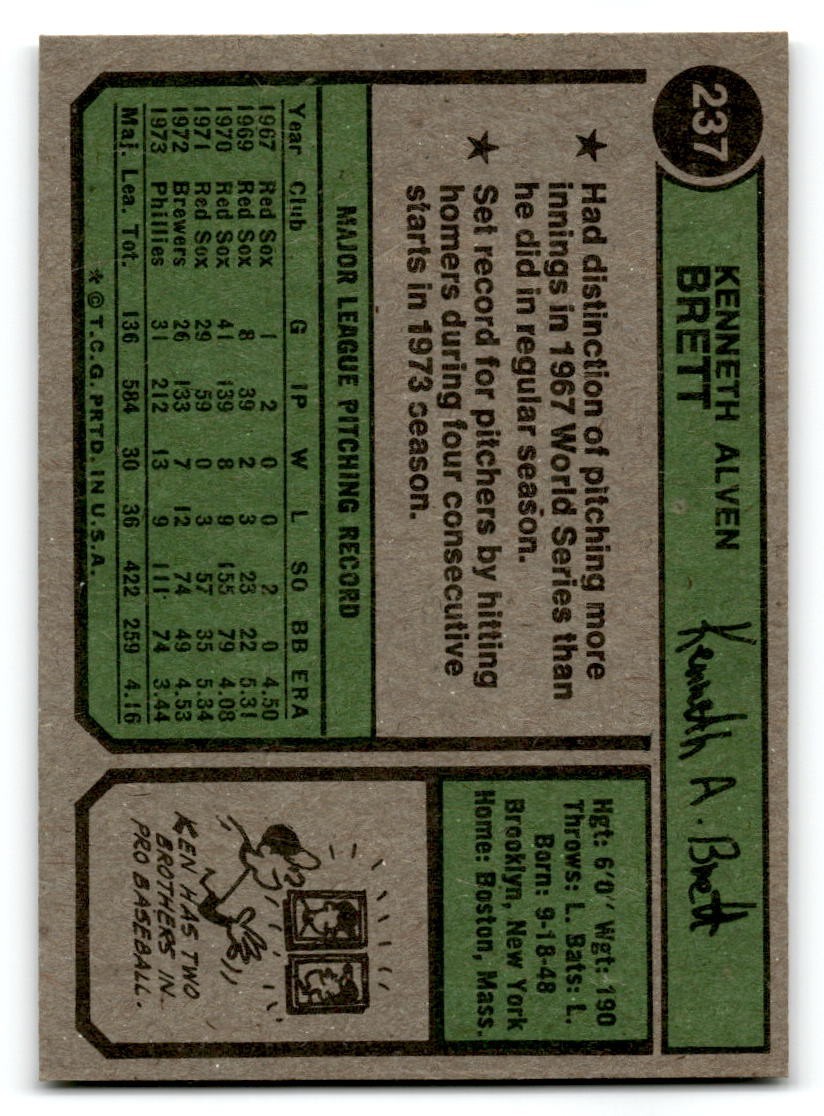 237
KENNETH ALVEN
BRETT
Kenneth A. Brett
★ Had distinction of pitching more
innings in 1967 World Series than
he did in regular season.
★ Set record for pitchers by hitting
homers during four consecutive
starts in 1973 season.
Hgt: 6'0" Wgt: 190
Throws: L. Bats: L.
Born: 9-18-48
Brooklyn, New York
Home: Boston, Mass.
MAJOR LEAGUE PITCHING RECORD
Year Club G IP W L SO BB ERA
1967 Red Sox 1 2 0 0 2 0 4.50
1969 Red Sox 8 39 2 3 23 22 5.31
1970 Red Sox 41 139 8 9 155 79 4.08
1971 Red Sox 29 59 0 3 57 35 5.34
1972 Brewers 26 133 7 12 74 49 4.53
1973 Phillies 31 212 13 9 111 74 3.44
Maj. Lea. Tot. 136 584 30 36 422 259 4.16
* © T.C.G. PRTD. IN U.S.A.
KEN HAS TWO
BROTHERS IN
PRO BASEBALL.